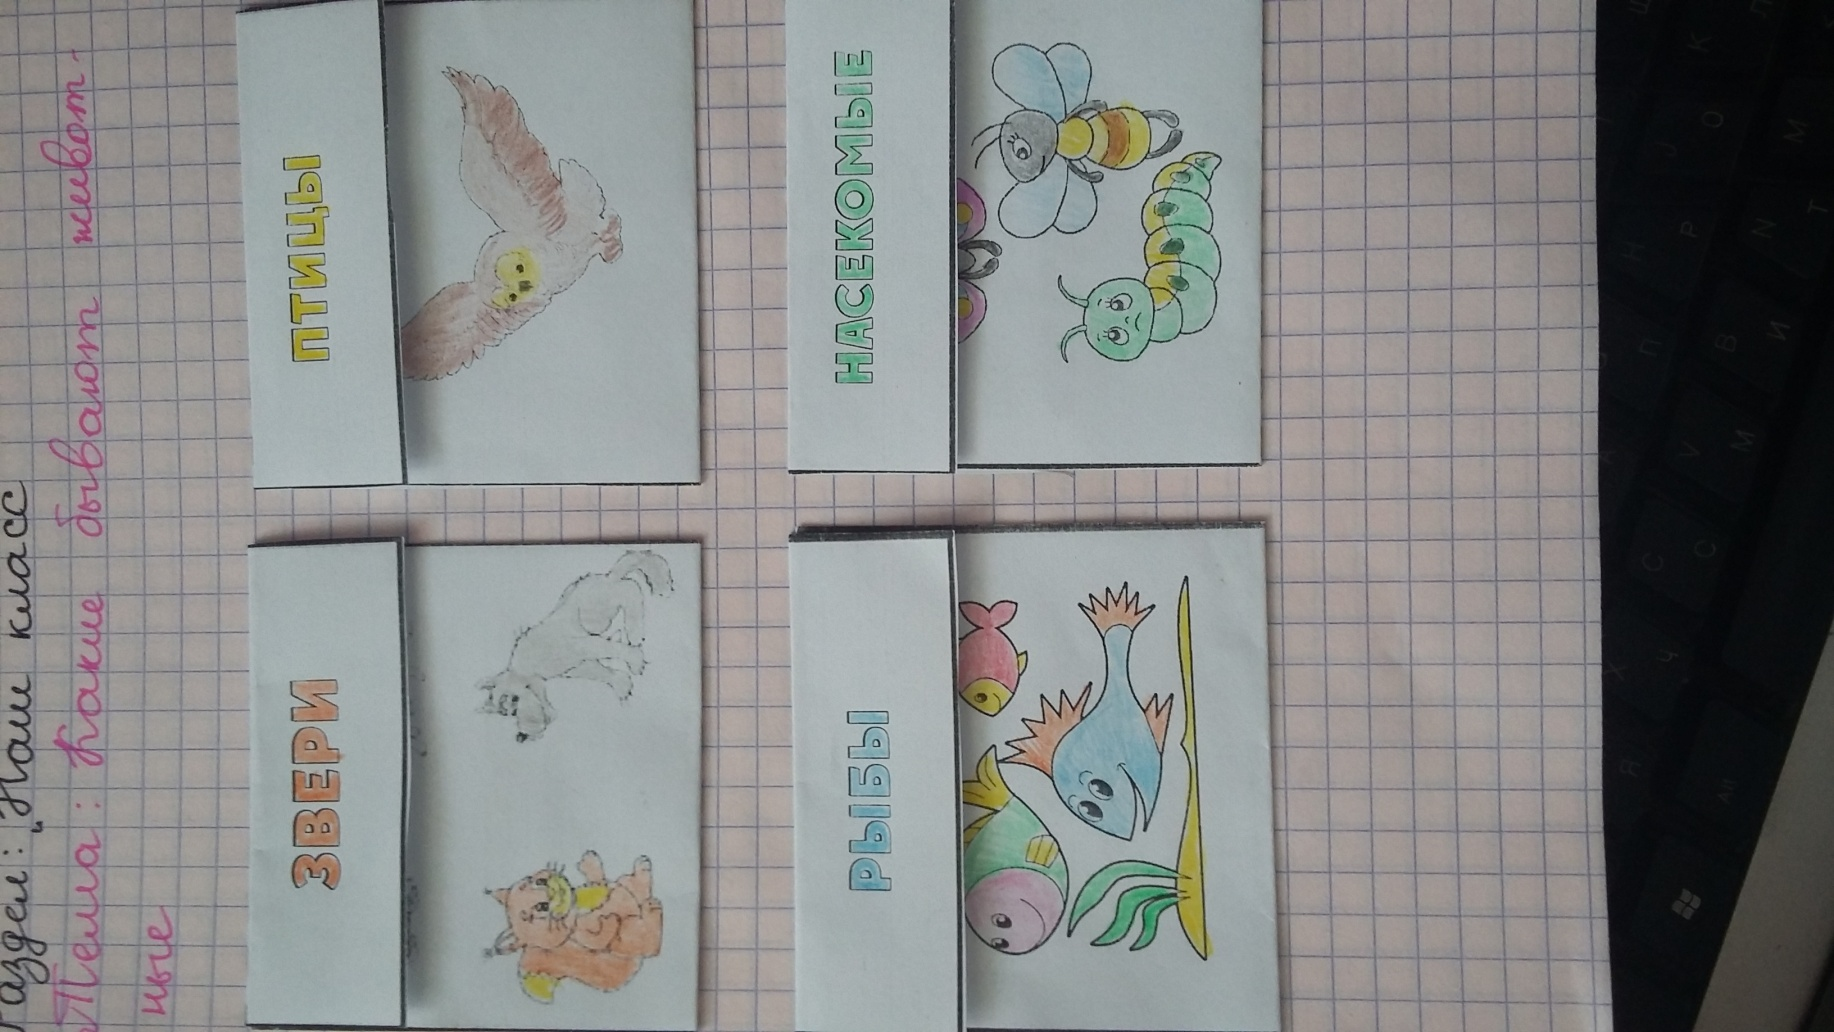 Раздел: „Наш класс
Тема: Какие бывают живот-
ные
ЗВЕРИ
ПТИЦЫ
РЫБЫ
НАСЕКОМЫЕ